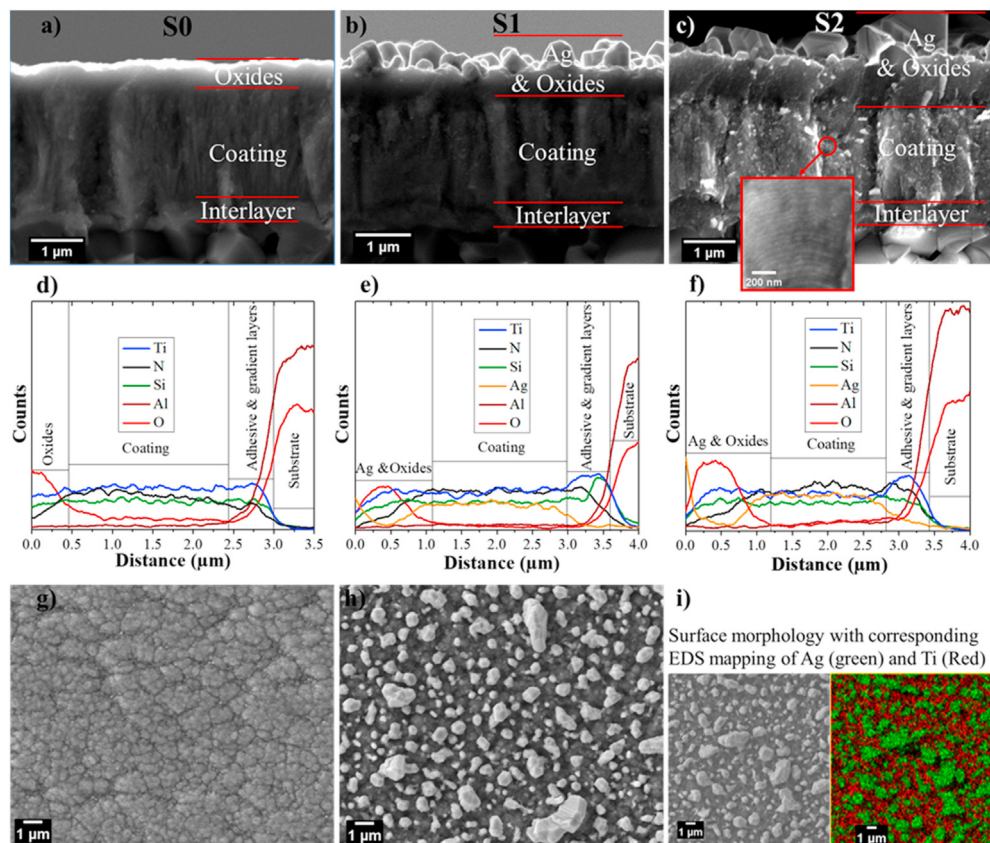 a) S0
Oxides
Coating
Interlayer
1 µm
b) S1
Ag
& Oxides
Coating
Interlayer
1 µm
c) S2
Ag
& Oxides
Coating
Interlayer
1 µm
200 nm
d)
Counts
Oxides
Coating
Adhesive & gradient layers
Substrate
Ti
N
Si
Al
O
0.0 0.5 1.0 1.5 2.0 2.5 3.0 3.5
Distance (µm)
e)
Counts
Ag &Oxides
Coating
Adhesive & gradient layers
Substrate
Ti
N
Si
Ag
Al
O
0.0 0.5 1.0 1.5 2.0 2.5 3.0 3.5 4.0
Distance (µm)
f)
Counts
Ag & Oxides
Coating
Adhesive & gradient layers
Substrate
Ti
N
Si
Ag
Al
O
0.0 0.5 1.0 1.5 2.0 2.5 3.0 3.5 4.0
Distance (µm)
g)
1 µm
h)
1 µm
i)
Surface morphology with corresponding
EDS mapping of Ag (green) and Ti (Red)
1 µm
1 µm